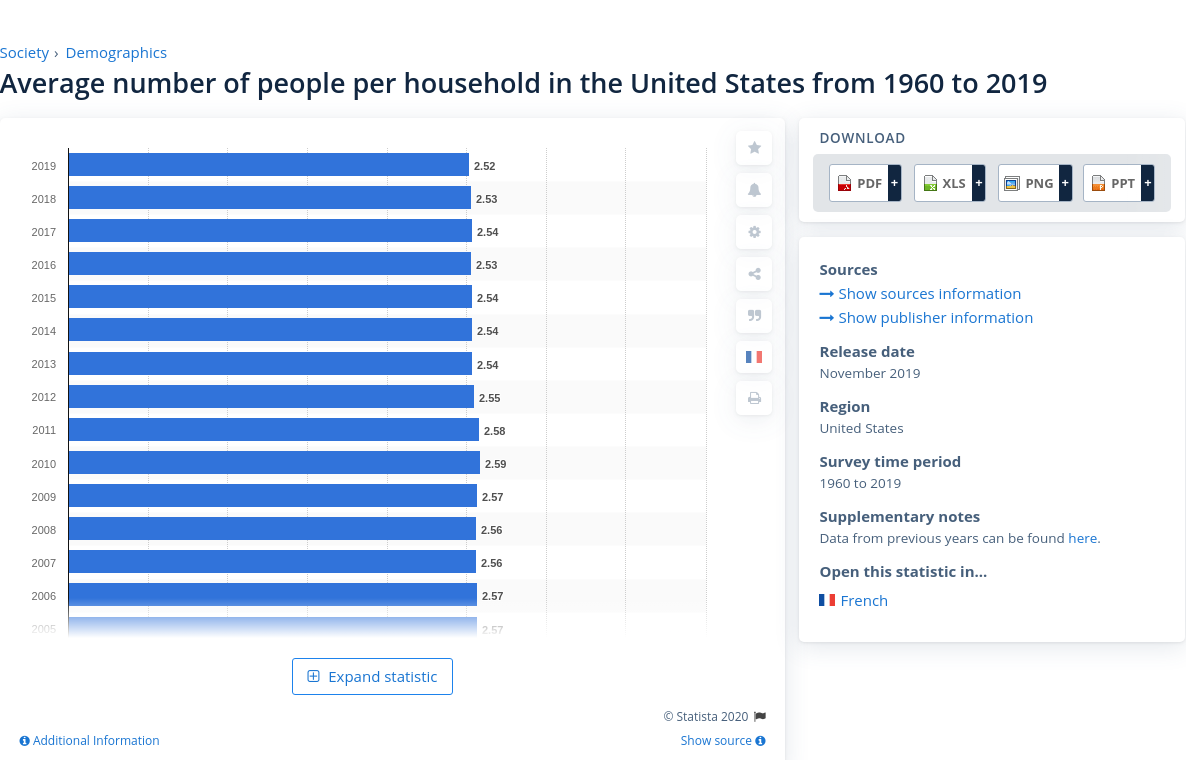 Society › Demographics
Average number of people per household in the United States from 1960 to 2019
2019 2.52
2018 2.53
2017 2.54
2016 2.53
2015 2.54
2014 2.54
2013 2.54
2012 2.55
2011 2.58
2010 2.59
2009 2.57
2008 2.56
2007 2.56
2006 2.57
2005 2.57
Expand statistic
© Statista 2020
Additional Information
Show source
DOWNLOAD
PDF + XLS + PNG + PPT +
Sources
Show sources information
Show publisher information
Release date
November 2019
Region
United States
Survey time period
1960 to 2019
Supplementary notes
Data from previous years can be found here.
Open this statistic in...
French